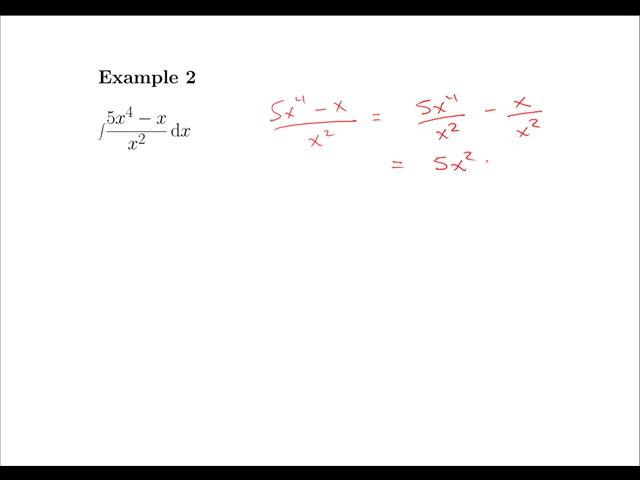 Example 2
∫ (5x⁴ − x)/x² dx
(5x⁴ − x)/x² = 5x⁴/x² − x/x²
= 5x² ·